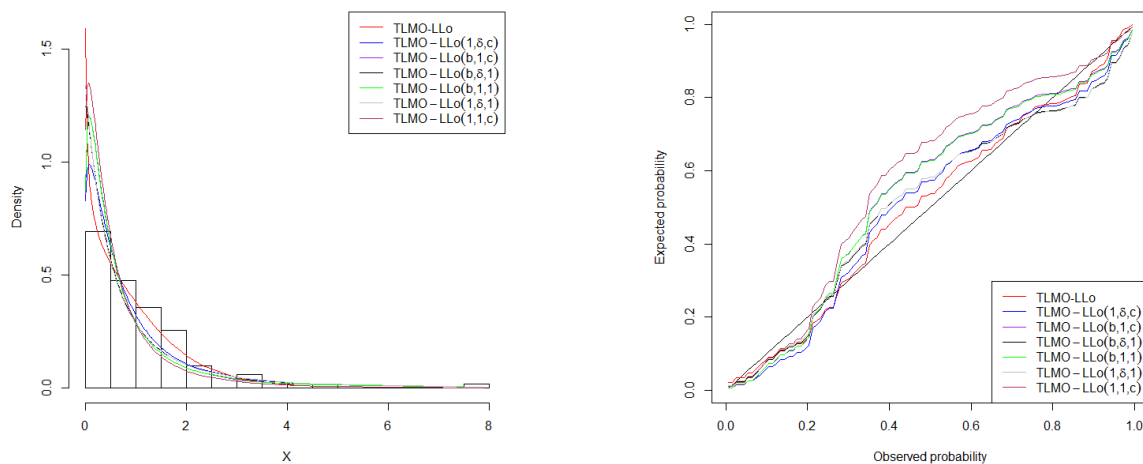 TLMO-LLo
TLMO−LLo(1,δ,c)
TLMO−LLo(b,1,c)
TLMO−LLo(b,δ,1)
TLMO−LLo(b,1,1)
TLMO−LLo(1,δ,1)
TLMO−LLo(1,1,c)
Density
1.5
1.0
0.5
0.0
0 2 4 6 8
X
Expected probability
1.0
0.8
0.6
0.4
0.2
0.0
TLMO-LLo
TLMO−LLo(1,δ,c)
TLMO−LLo(b,1,c)
TLMO−LLo(b,δ,1)
TLMO−LLo(b,1,1)
TLMO−LLo(1,δ,1)
TLMO−LLo(1,1,c)
0.0 0.2 0.4 0.6 0.8 1.0
Observed probability